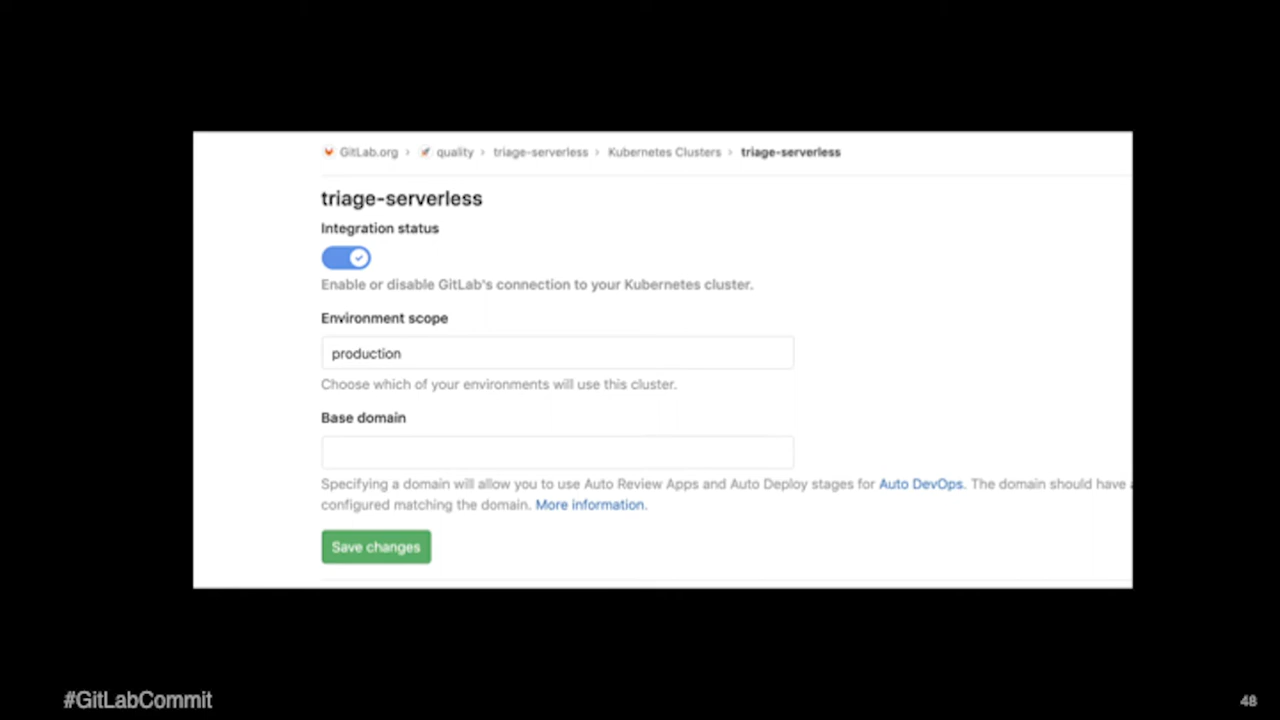 GitLab.org > quality > triage-serverless > Kubernetes Clusters > triage-serverless
triage-serverless
Integration status
Enable or disable GitLab's connection to your Kubernetes cluster.
Environment scope
production
Choose which of your environments will use this cluster.
Base domain
Specifying a domain will allow you to use Auto Review Apps and Auto Deploy stages for Auto DevOps. The domain should have
configured matching the domain. More information.
Save changes
#GitLabCommit
48